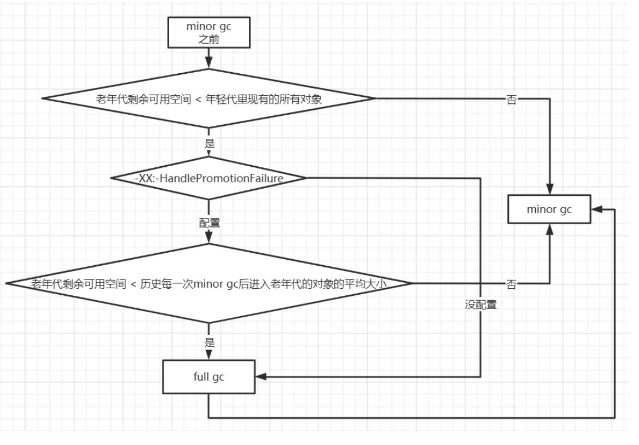 minor gc
之前
老年代剩余可用空间 < 年轻代里现有的所有对象
否
是
-XX:-HandlePromotionFailure
minor gc
配置
老年代剩余可用空间 < 历史每一次minor gc后进入老年代的对象的平均大小
否
没配置
是
full gc